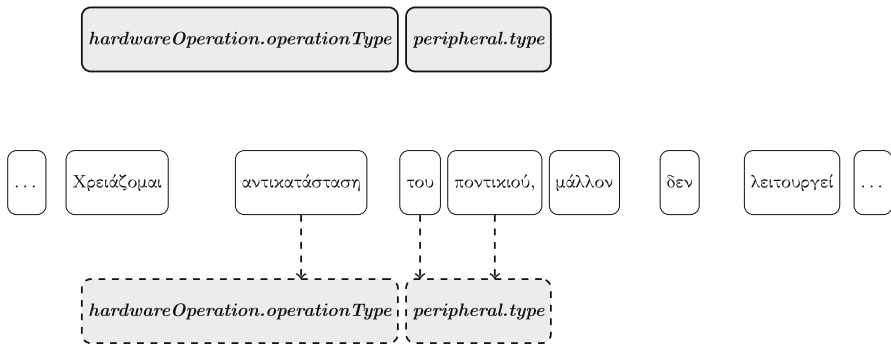 hardwareOperation.operationType peripheral.type
... Χρειάζομαι αντικατάσταση του ποντικιού, μάλλον δεν λειτουργεί ...
hardwareOperation.operationType peripheral.type